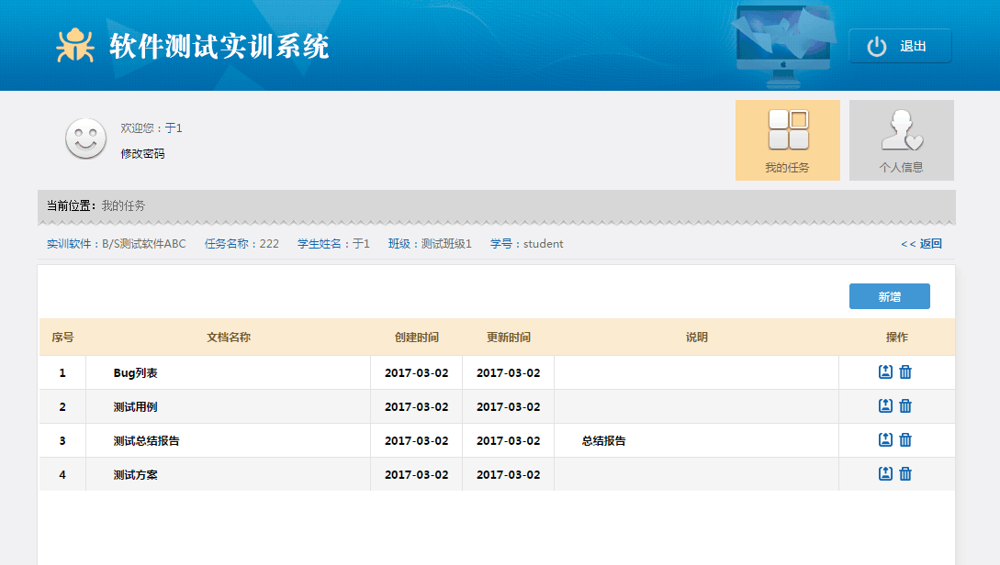 软件测试实训系统
退出
欢迎您：于1
修改密码
我的任务
个人信息
当前位置：我的任务
实训软件：B/S测试软件ABC 任务名称：222 学生姓名：于1 班级：测试班级1 学号：student << 返回
新增
序号 文档名称 创建时间 更新时间 说明 操作
1 Bug列表 2017-03-02 2017-03-02
2 测试用例 2017-03-02 2017-03-02
3 测试总结报告 2017-03-02 2017-03-02 总结报告
4 测试方案 2017-03-02 2017-03-02